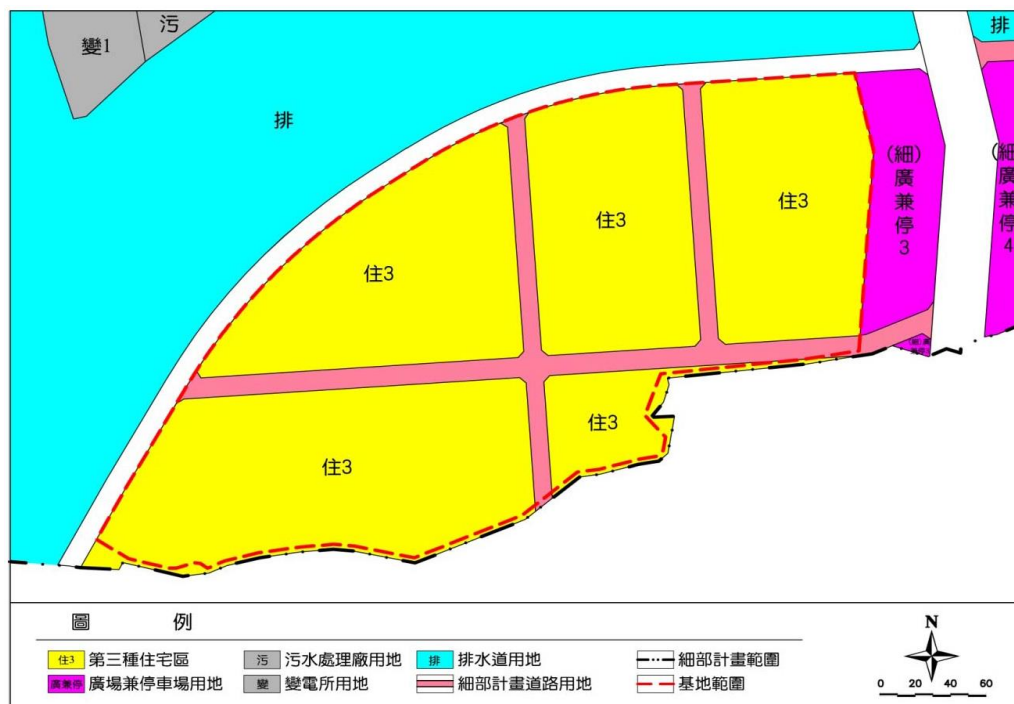 污
變1
排
排
(細)廣兼停3
(細)廣兼停4
住3
住3
住3
住3
住3
圖 例
住3 第三種住宅區
污 污水處理廠用地
排 排水道用地
細部計畫範圍
廣兼停 廣場兼停車場用地
變 變電所用地
細部計畫道路用地
基地範圍
N
0 20 40 60